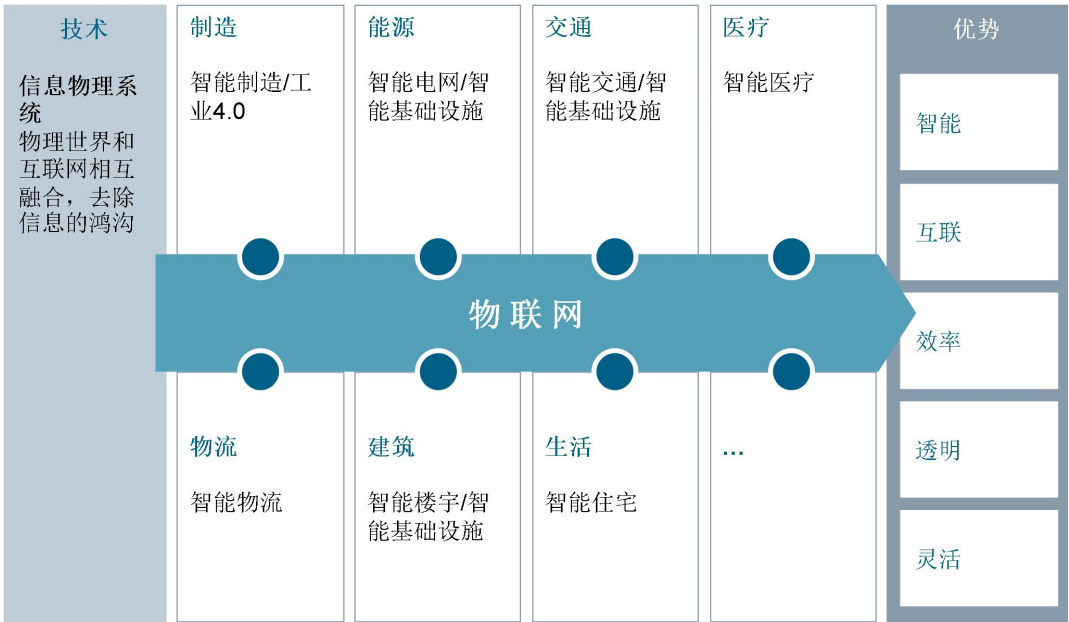 技术
信息物理系
统
物理世界和
互联网相互
融合，去除
信息的鸿沟
制造
智能制造/工
业4.0
能源
智能电网/智
能基础设施
交通
智能交通/智
能基础设施
医疗
智能医疗
物联网
物流
智能物流
建筑
智能楼宇/智
能基础设施
生活
智能住宅
...
优势
智能
互联
效率
透明
灵活